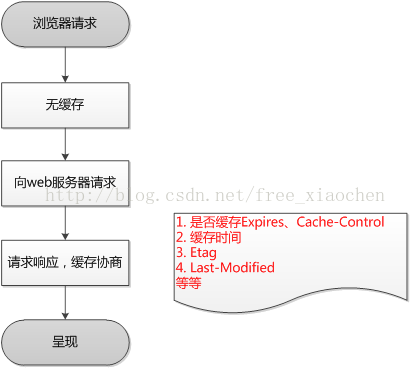 浏览器请求
无缓存
向web服务器请求
http://blog.csdn.net/free_xiaochen
请求响应，缓存协商
呈现
1. 是否缓存Expires、Cache-Control
2. 缓存时间
3. Etag
4. Last-Modified
等等